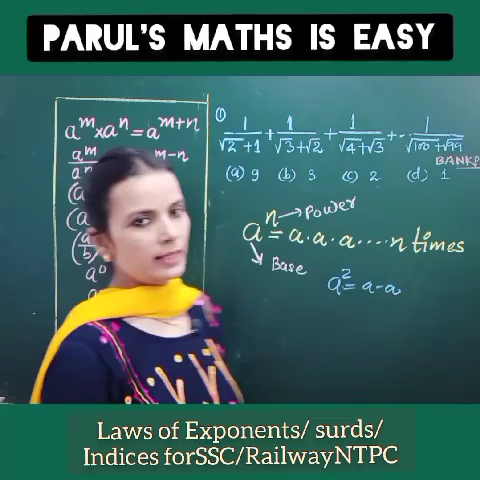 PARUL'S MATHS IS EASY
a^m x a^n = a^{m+n}
a^m m-n
a^n
(a
(a
(a
b)
a^0
①
1/(√2+1) + 1/(√3+√2) + 1/(√4+√3) + -- 1/(√100+√99)
BANKP
(a) 9 (b) 3 (c) 2 (d) 1
a^n → Power
= a·a·a····n times
→ Base
a^2 = a-a
Laws of Exponents/ surds/
Indices forSSC/RailwayNTPC